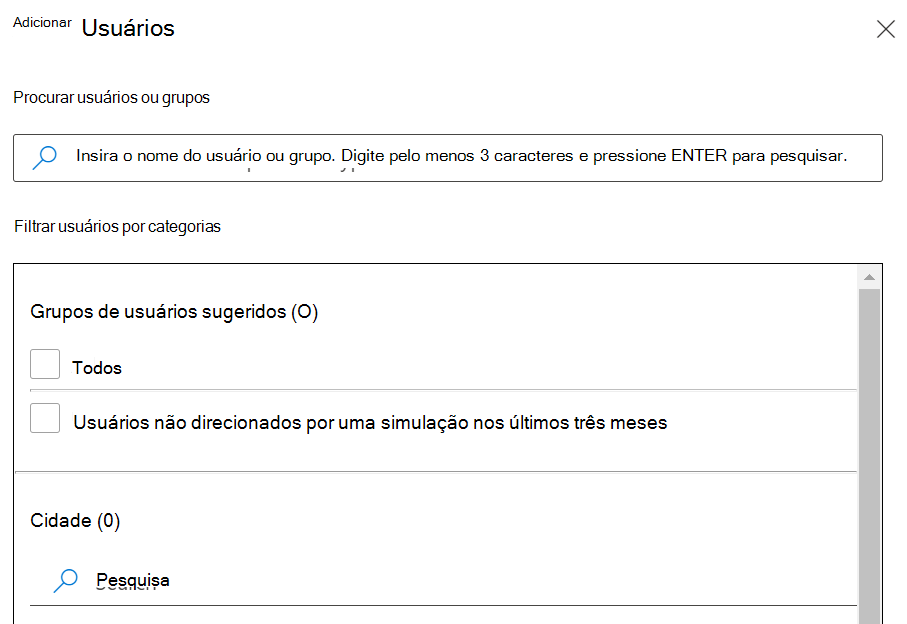 Adicionar Usuários
Procurar usuários ou grupos
Insira o nome do usuário ou grupo. Digite pelo menos 3 caracteres e pressione ENTER para pesquisar.
Filtrar usuários por categorias
Grupos de usuários sugeridos (O)
Todos
Usuários não direcionados por uma simulação nos últimos três meses
Cidade (0)
Pesquisa